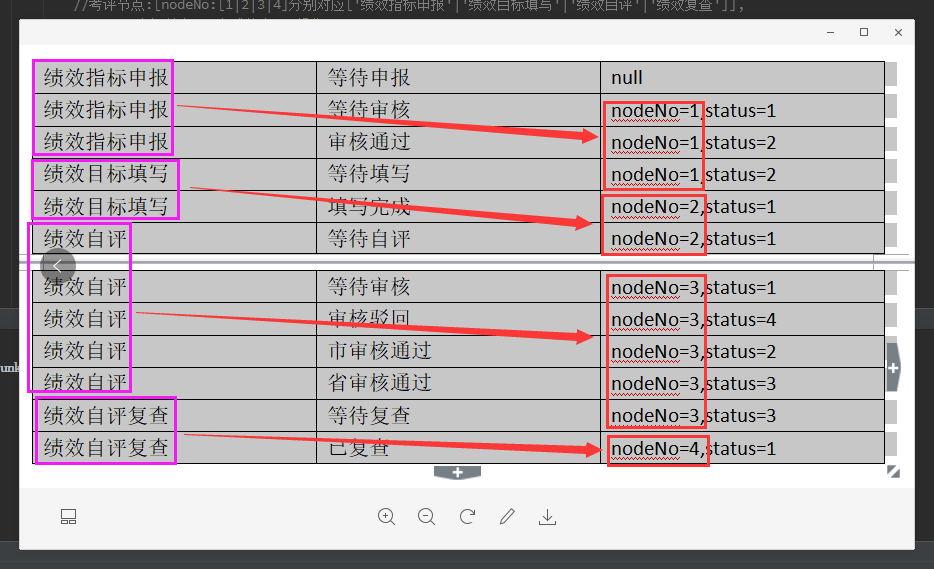 //考评节点:[nodeNo:[1|2|3|4]分别对应['绩效指标申报'|'绩效目标填写'|'绩效自评'|'绩效复查']],
绩效指标申报 等待申报 null
绩效指标申报 等待审核 nodeNo=1,status=1
绩效指标申报 审核通过 nodeNo=1,status=2
绩效目标填写 等待填写 nodeNo=1,status=2
绩效目标填写 填写完成 nodeNo=2,status=1
绩效自评 等待自评 nodeNo=2,status=1
绩效自评 等待审核 nodeNo=3,status=1
绩效自评 审核驳回 nodeNo=3,status=4
绩效自评 市审核通过 nodeNo=3,status=2
绩效自评 省审核通过 nodeNo=3,status=3
绩效自评复查 等待复查 nodeNo=3,status=3
绩效自评复查 已复查 nodeNo=4,status=1